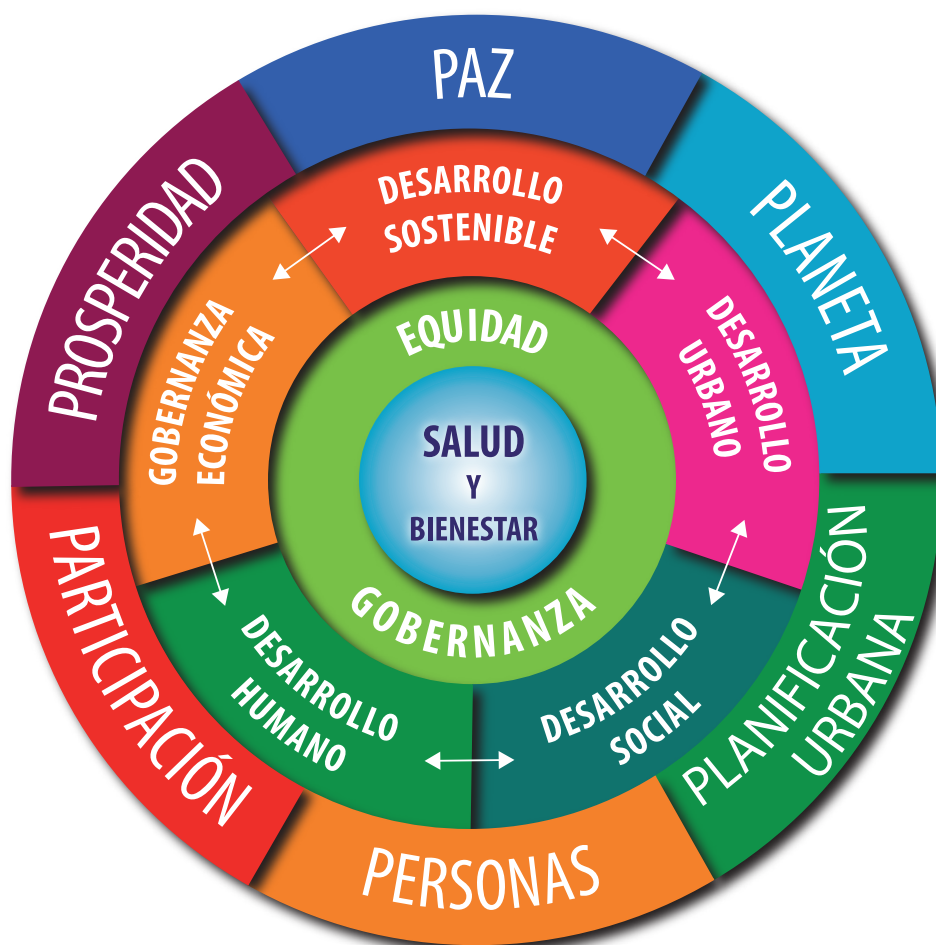 PAZ
PLANETA
PLANIFICACIÓN
URBANA
PERSONAS
PARTICIPACIÓN
PROSPERIDAD
DESARROLLO
SOSTENIBLE
DESARROLLO
URBANO
DESARROLLO
SOCIAL
DESARROLLO
HUMANO
GOBERNANZA
ECONÓMICA
EQUIDAD
GOBERNANZA
SALUD
Y
BIENESTAR